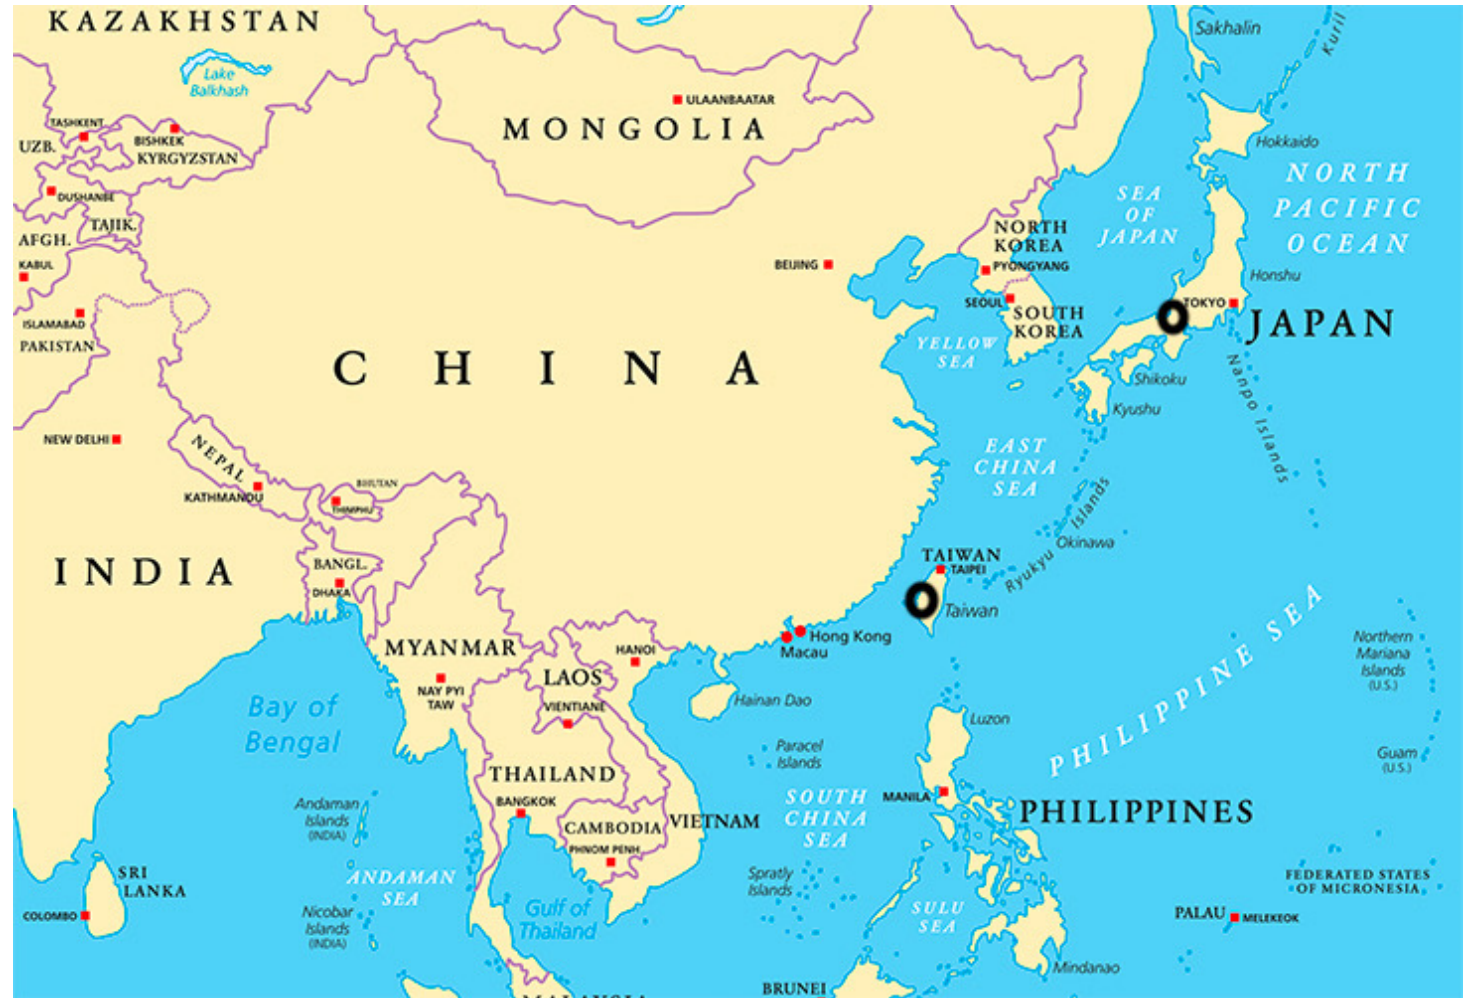 KAZAKHSTAN
Sakhalin
Kuril
Lake
Balkhash
ULAANBAATAR
MONGOLIA
TASHKENT
BISHKEK
UZB.
KYRGYZSTAN
Hokkaido
NORTH
PACIFIC
OCEAN
DUSHANBE
TAJIK.
AFGH.
KABUL
SEA
OF
JAPAN
NORTH
KOREA
PYONGYANG
BEIJING
Honshu
SEOUL
SOUTH
KOREA
TOKYO
JAPAN
ISLAMABAD
PAKISTAN
YELLOW
SEA
CHINA
Shikoku
Kyushu
Nanpo Islands
NEW DELHI
NEPAL
KATHMANDU
BHUTAN
THIMPHU
EAST
CHINA
SEA
Ryukyu Islands
Okinawa
INDIA
BANGL.
DHAKA
TAIWAN
TAIPEI
Taiwan
Hong Kong
Macau
MYANMAR
NAY PYI
TAW
HANOI
LAOS
VIENTIANE
Hainan Dao
PHILIPPINE SEA
Northern
Mariana
Islands
(U.S.)
Guam
(U.S.)
Bay of
Bengal
Luzon
Paracel
Islands
THAILAND
BANGKOK
Andaman
Islands
(INDIA)
CAMBODIA
PHNOM PENH
VIETNAM
SOUTH
CHINA
SEA
MANILA
PHILIPPINES
SRI
LANKA
COLOMBO
ANDAMAN
SEA
Spratly
Islands
FEDERATED STATES
OF MICRONESIA
Nicobar
Islands
(INDIA)
Gulf of
Thailand
SULU
SEA
PALAU
MELEKEOK
Mindanao
BRUNEI
MALAYSIA